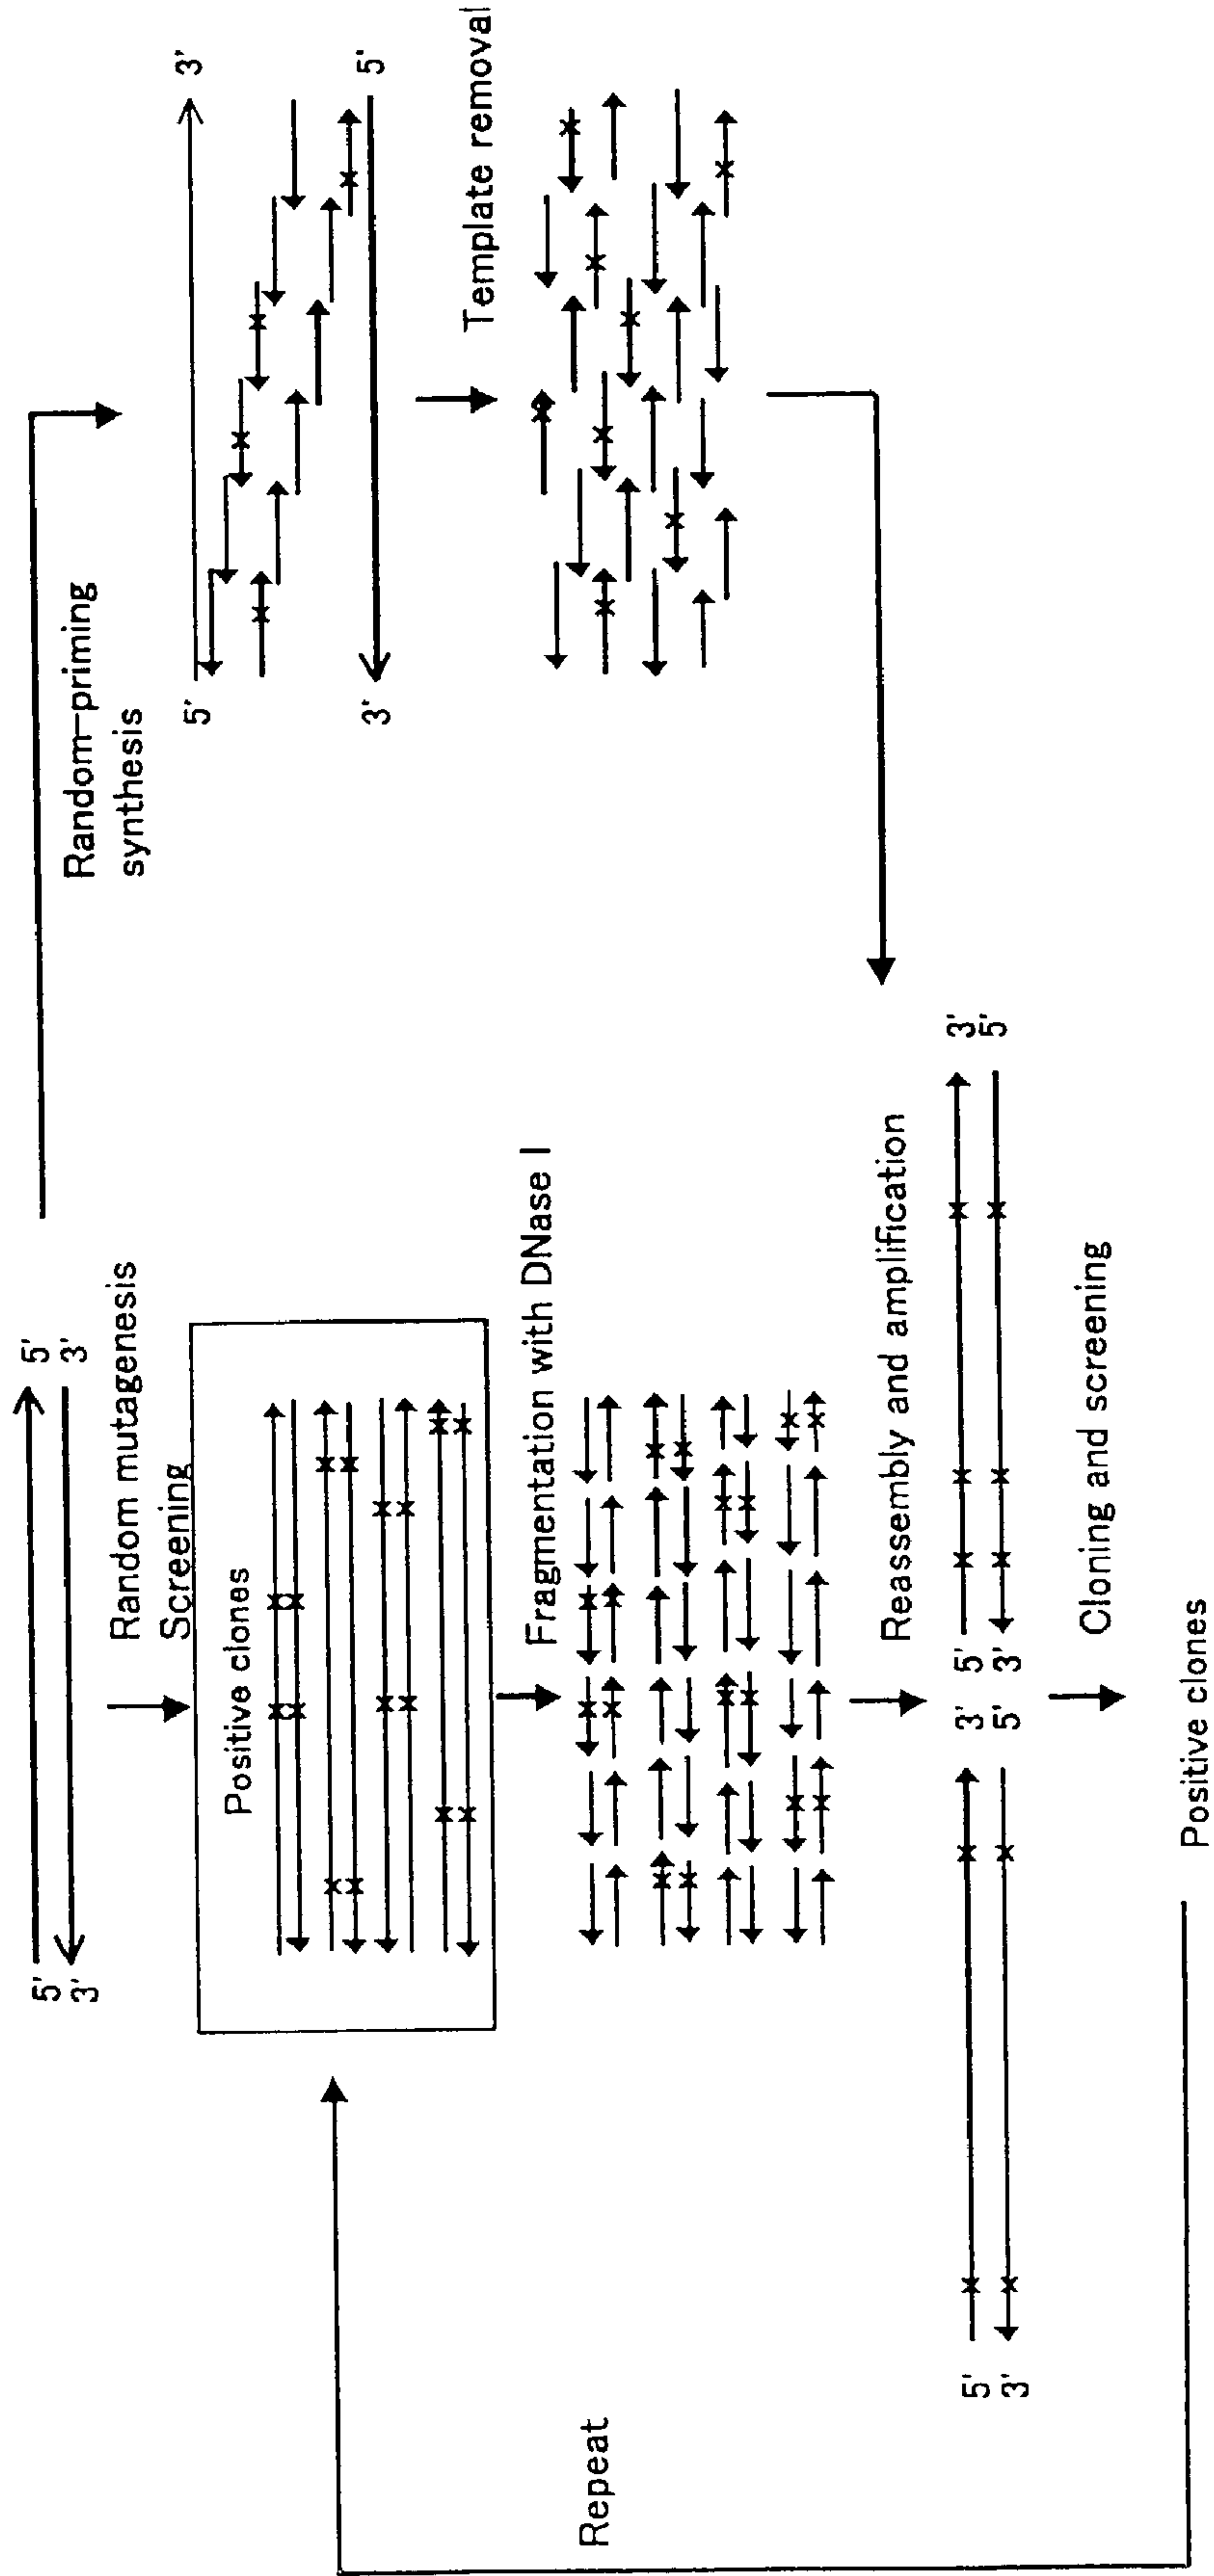 5' 5'
3' 3'
Random mutagenesis
Screening
Positive clones
Fragmentation with DNase I
Random-priming
synthesis
5' 3'
3' 5'
Template removal
Reassembly and amplification
5' 3' 5' 3'
3' 5' 3' 5'
Cloning and screening
Positive clones
Repeat